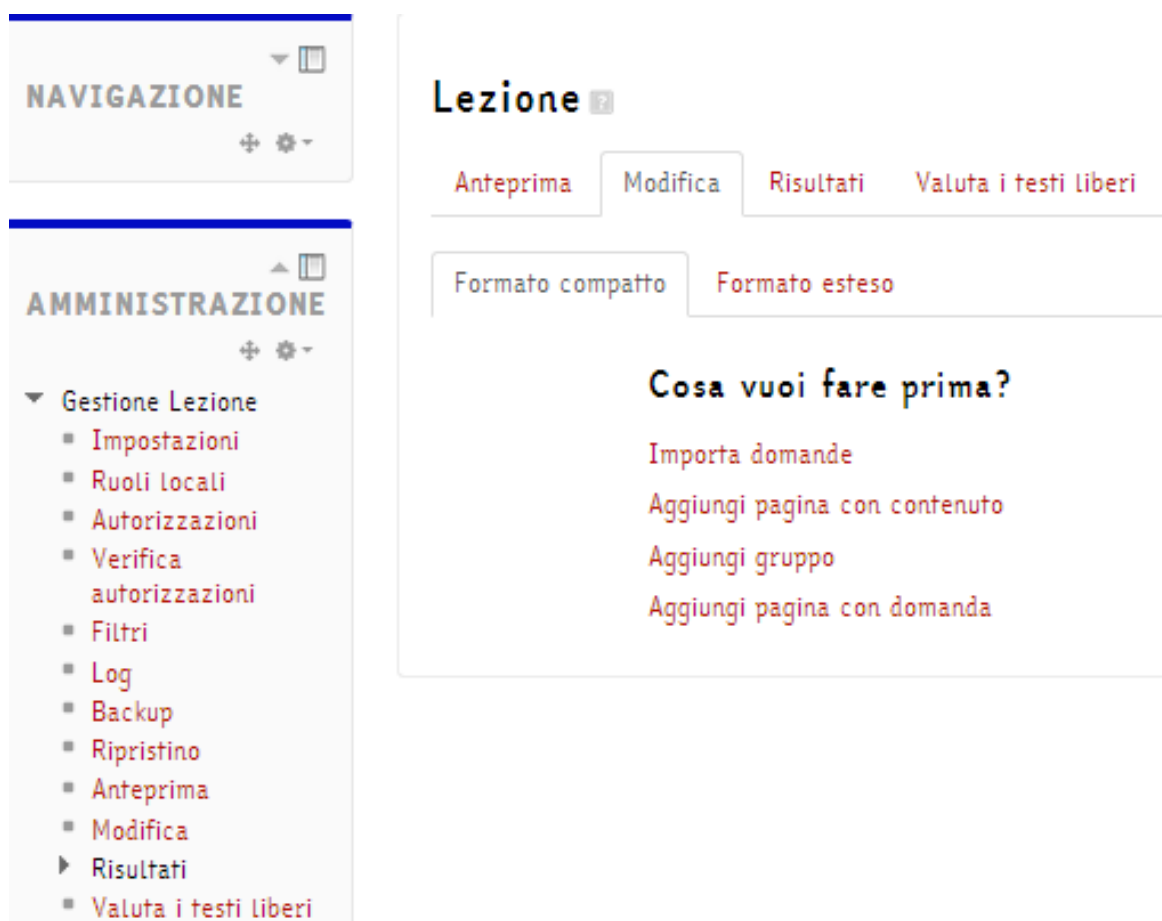 NAVIGAZIONE
AMMINISTRAZIONE
Gestione Lezione
Impostazioni
Ruoli locali
Autorizzazioni
Verifica
autorizzazioni
Filtri
Log
Backup
Ripristino
Anteprima
Modifica
Risultati
Valuta i testi liberi
Lezione ?
Anteprima Modifica Risultati Valuta i testi liberi
Formato compatto Formato esteso
Cosa vuoi fare prima?
Importa domande
Aggiungi pagina con contenuto
Aggiungi gruppo
Aggiungi pagina con domanda